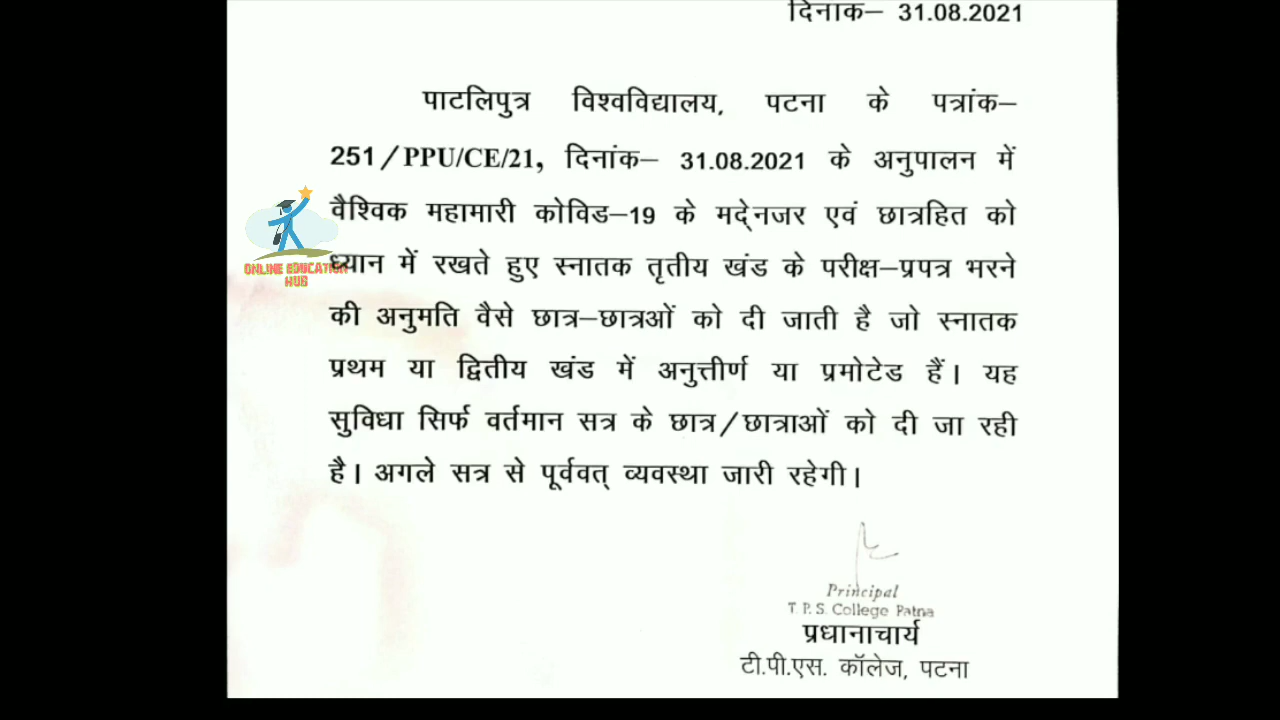 दिनाक– 31.08.2021
पाटलिपुत्र विश्वविद्यालय, पटना के पत्रांक–
251/PPU/CE/21, दिनांक– 31.08.2021 के अनुपालन में
वैश्विक महामारी कोविड–19 के मद्देनजर एवं छात्रहित को
ध्यान में रखते हुए स्नातक तृतीय खंड के परीक्ष–प्रपत्र भरने
की अनुमति वैसे छात्र–छात्रओं को दी जाती है जो स्नातक
प्रथम या द्वितीय खंड में अनुत्तीर्ण या प्रमोटेड हैं। यह
सुविधा सिर्फ वर्तमान सत्र के छात्र/छात्राओं को दी जा रही
है। अगले सत्र से पूर्ववत् व्यवस्था जारी रहेगी।
ONLINE EDUCATION
HUB
Principal
T. P. S. College Patna
प्रधानाचार्य
टी.पी.एस. कॉलेज, पटना